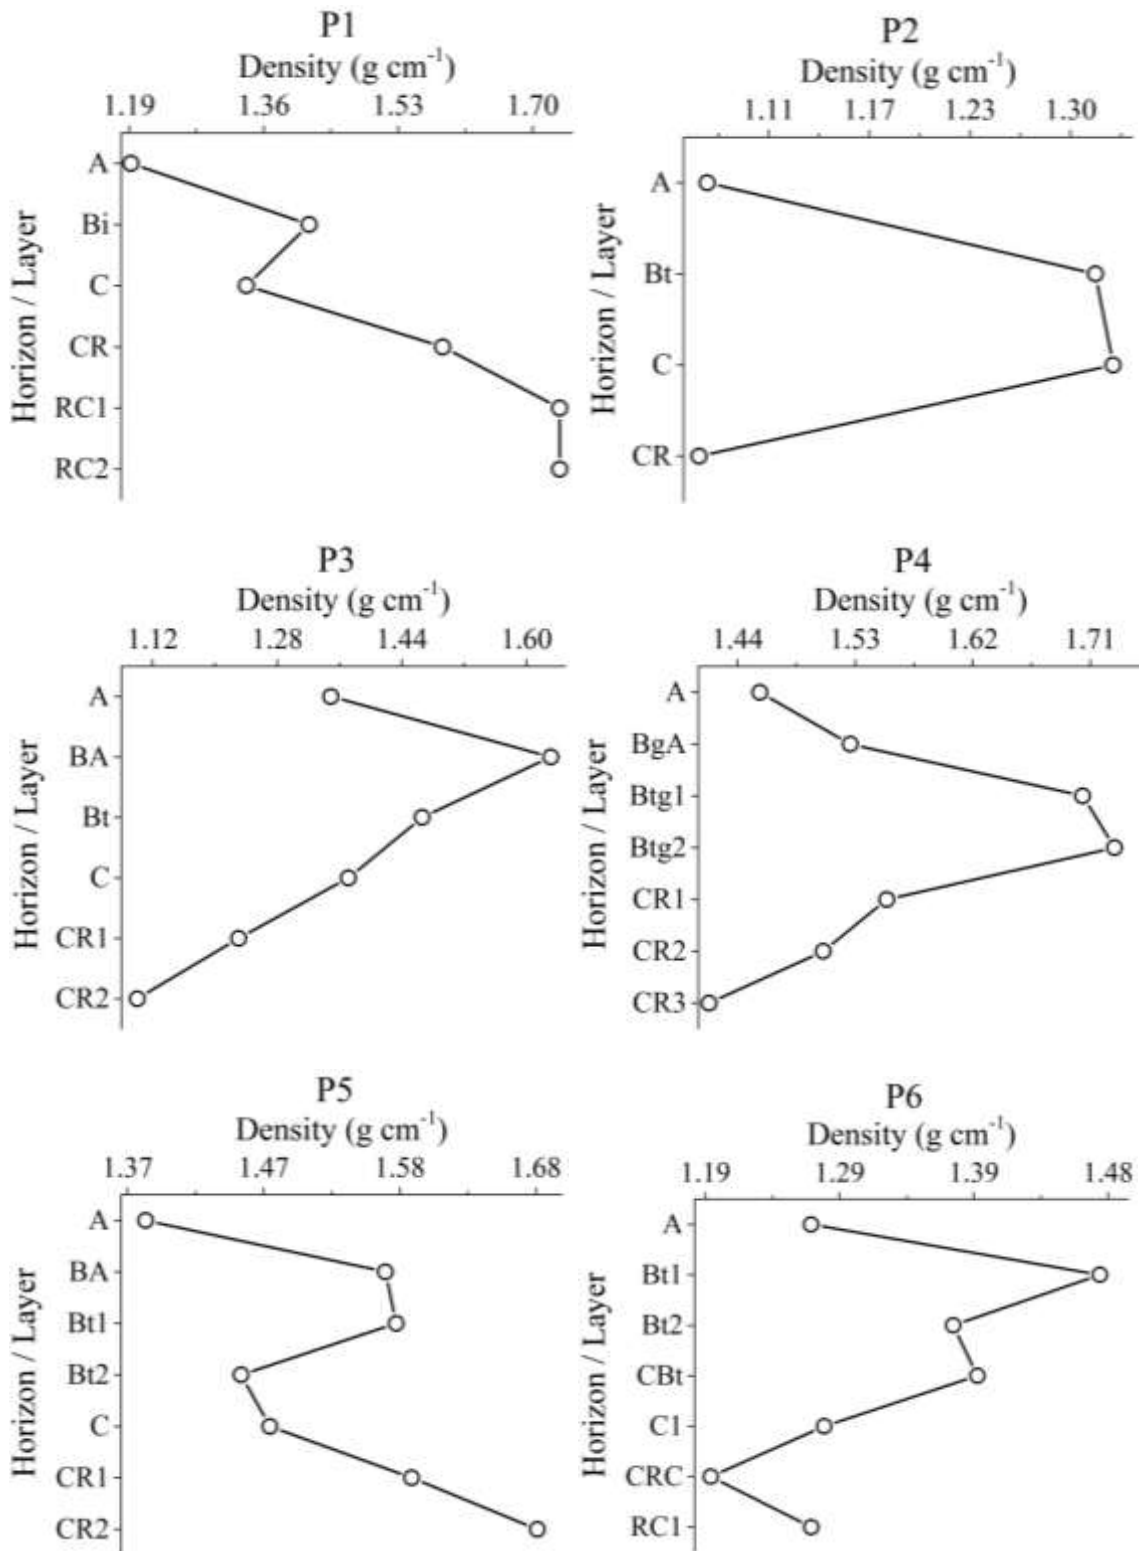 P1
Density (g cm⁻¹)
1.19 1.36 1.53 1.70
Horizon / Layer
A
Bi
C
CR
RC1
RC2
P2
Density (g cm⁻¹)
1.11 1.17 1.23 1.30
Horizon / Layer
A
Bt
C
CR
P3
Density (g cm⁻¹)
1.12 1.28 1.44 1.60
Horizon / Layer
A
BA
Bt
C
CR1
CR2
P4
Density (g cm⁻¹)
1.44 1.53 1.62 1.71
Horizon / Layer
A
BgA
Btg1
Btg2
CR1
CR2
CR3
P5
Density (g cm⁻¹)
1.37 1.47 1.58 1.68
Horizon / Layer
A
BA
Bt1
Bt2
C
CR1
CR2
P6
Density (g cm⁻¹)
1.19 1.29 1.39 1.48
Horizon / Layer
A
Bt1
Bt2
CBt
C1
CRC
RC1